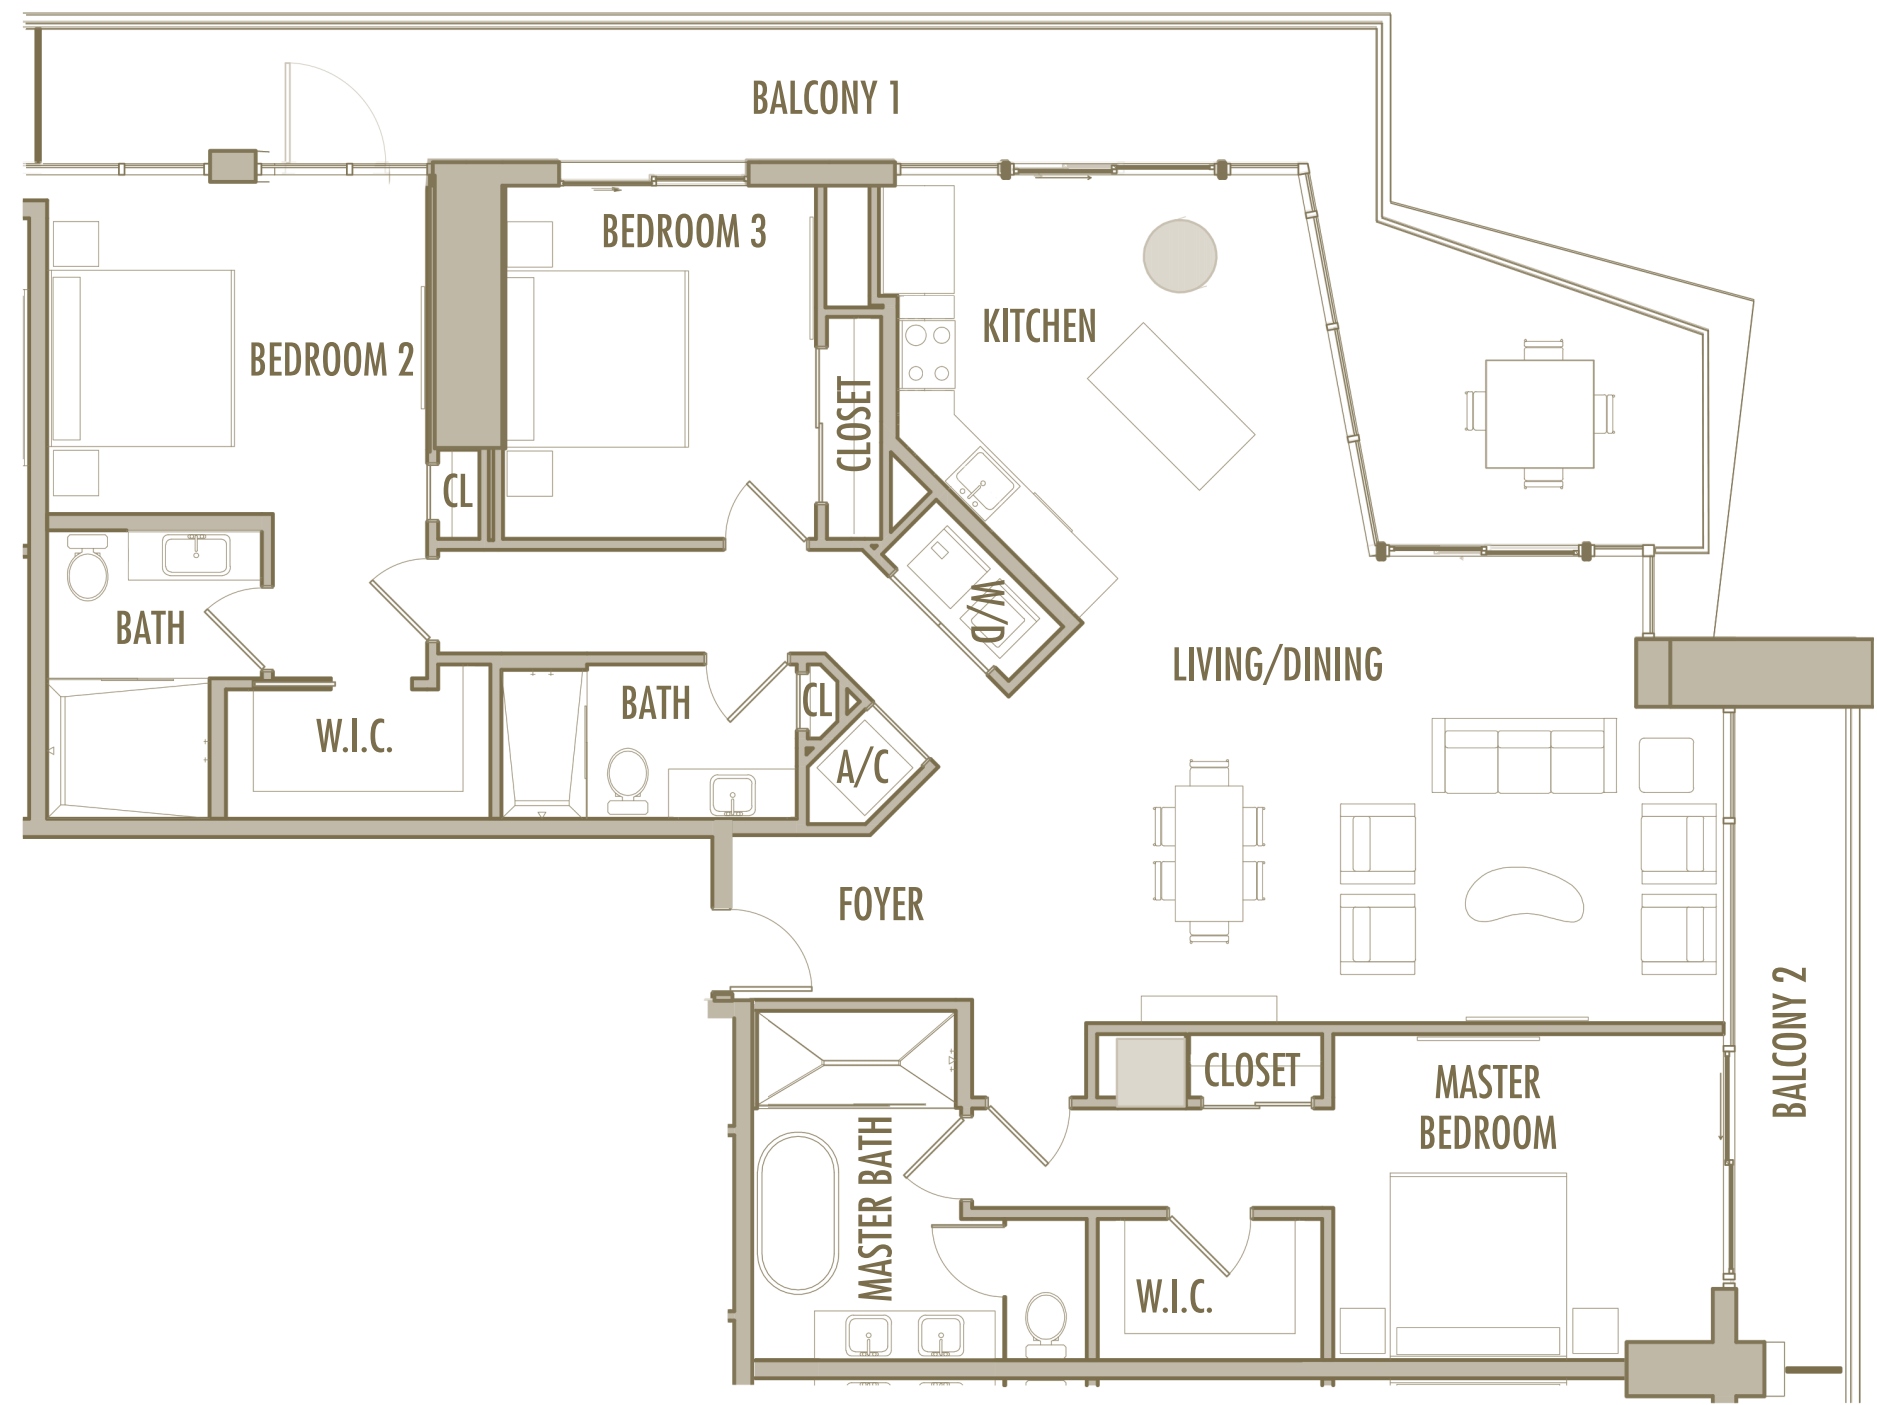 BALCONY 1
BEDROOM 3
KITCHEN
BEDROOM 2
CLOSET
CL
W/D
BATH
LIVING/DINING
BATH
CL
W.I.C.
A/C
FOYER
BALCONY 2
CLOSET
MASTER
BEDROOM
MASTER BATH
W.I.C.